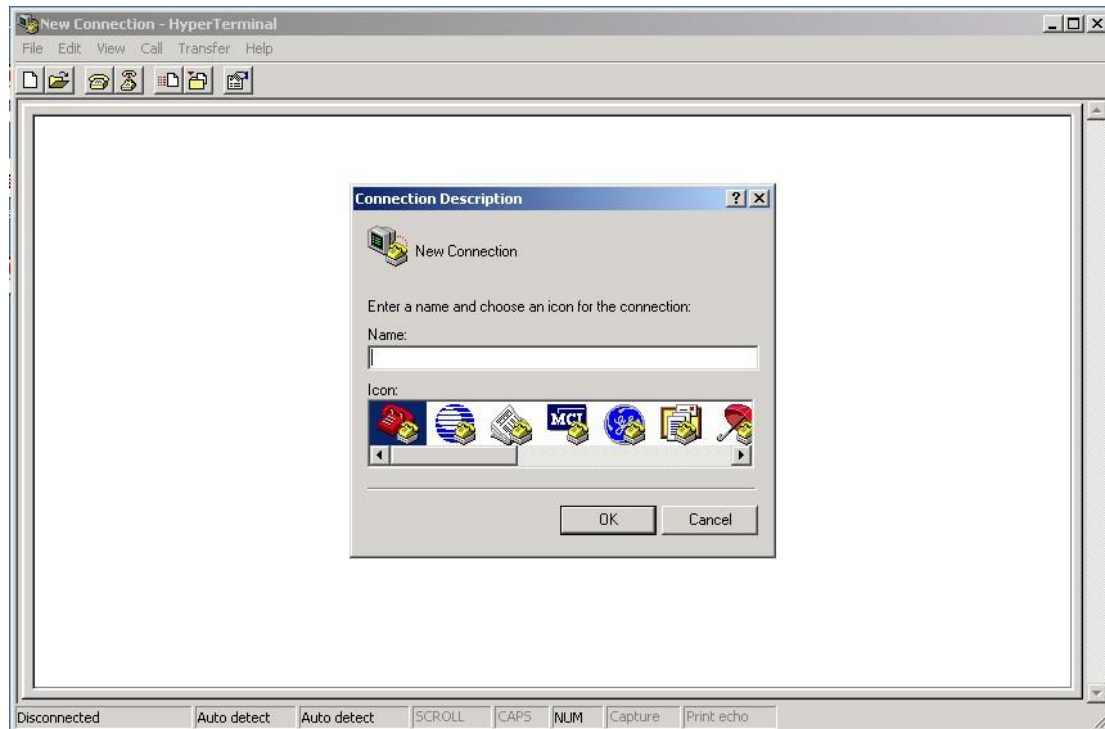 New Connection - HyperTerminal
File Edit View Call Transfer Help
Connection Description
New Connection
Enter a name and choose an icon for the connection:
Name:
Icon:
MCI
OK Cancel
Disconnected Auto detect Auto detect SCROLL CAPS NUM Capture Print echo